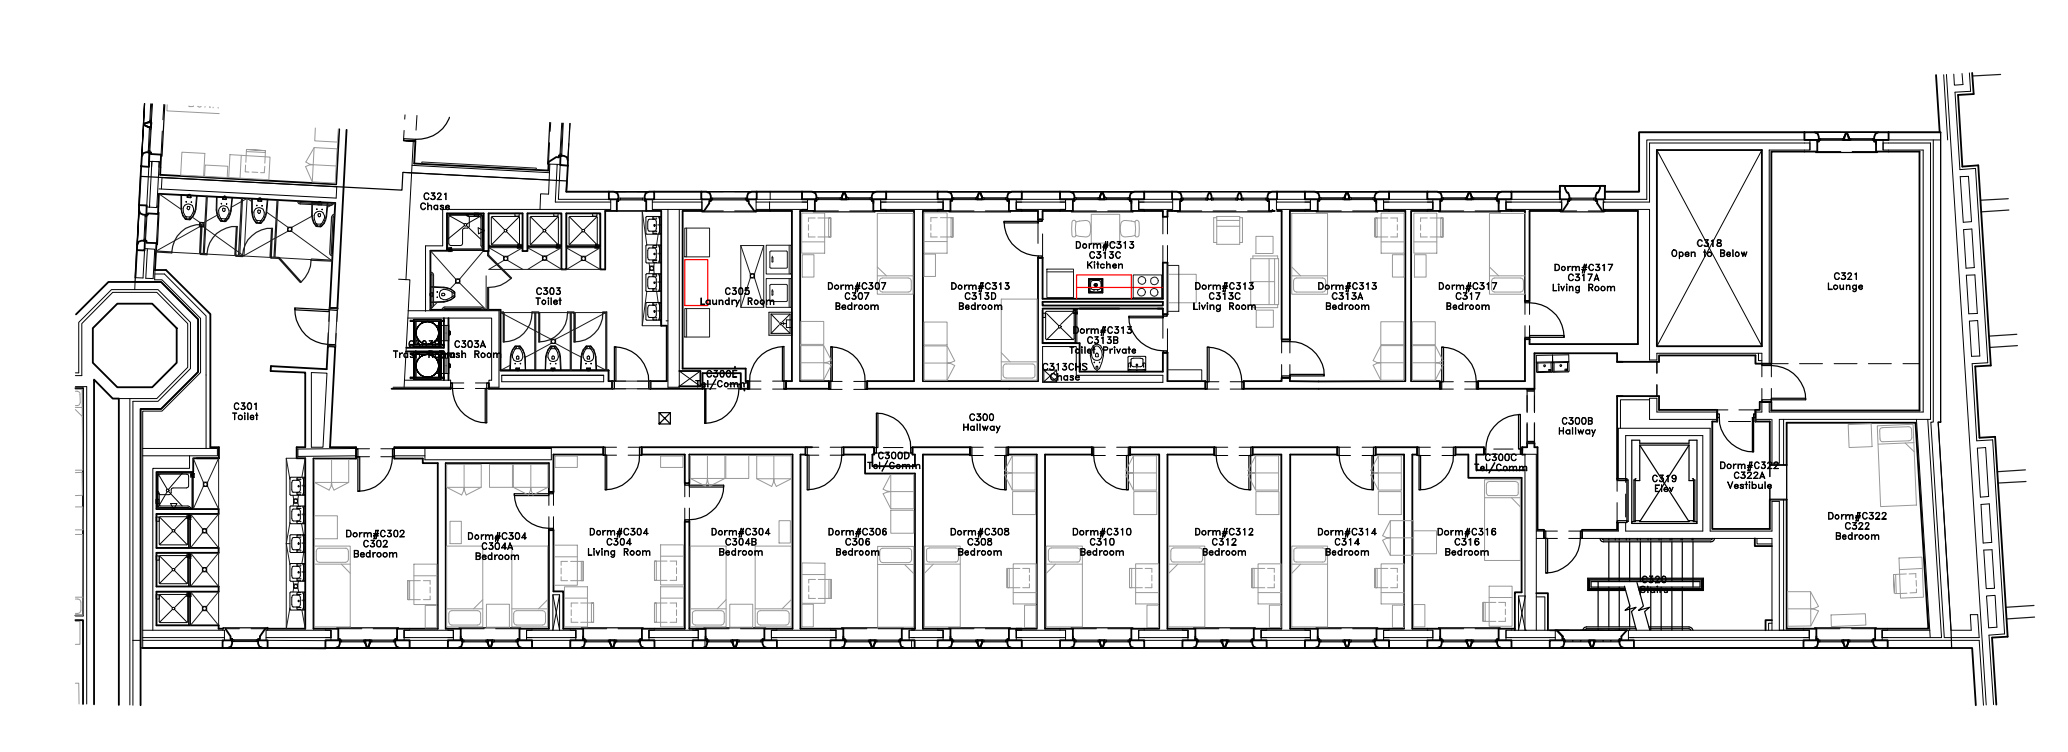 C321
Chase
Dorm#C313
C313C
Kitchen
C318
Open to Below
Dorm#C317
C317A
Living Room
C321
Lounge
C303
Toilet
C305
Laundry Room
Dorm#C307
C307
Bedroom
Dorm#C313
C313D
Bedroom
Dorm#C313
C313C
Living Room
Dorm#C313
C313A
Bedroom
Dorm#C317
C317
Bedroom
C303A
Trash Room
Dorm#C313
C313B
Toilet Private
C313CHS
Chase
C300E
Tel/Comm
C301
Toilet
C300
Hallway
C300B
Hallway
C300D
Tel/Comm
C300C
Tel/Comm
Dorm#C322
C322A
Vestibule
C319
Elev
Dorm#C302
C302
Bedroom
Dorm#C304
C304A
Bedroom
Dorm#C304
C304
Living Room
Dorm#C304
C304B
Bedroom
Dorm#C306
C306
Bedroom
Dorm#C308
C308
Bedroom
Dorm#C310
C310
Bedroom
Dorm#C312
C312
Bedroom
Dorm#C314
C314
Bedroom
Dorm#C316
C316
Bedroom
Dorm#C322
C322
Bedroom
Stairs